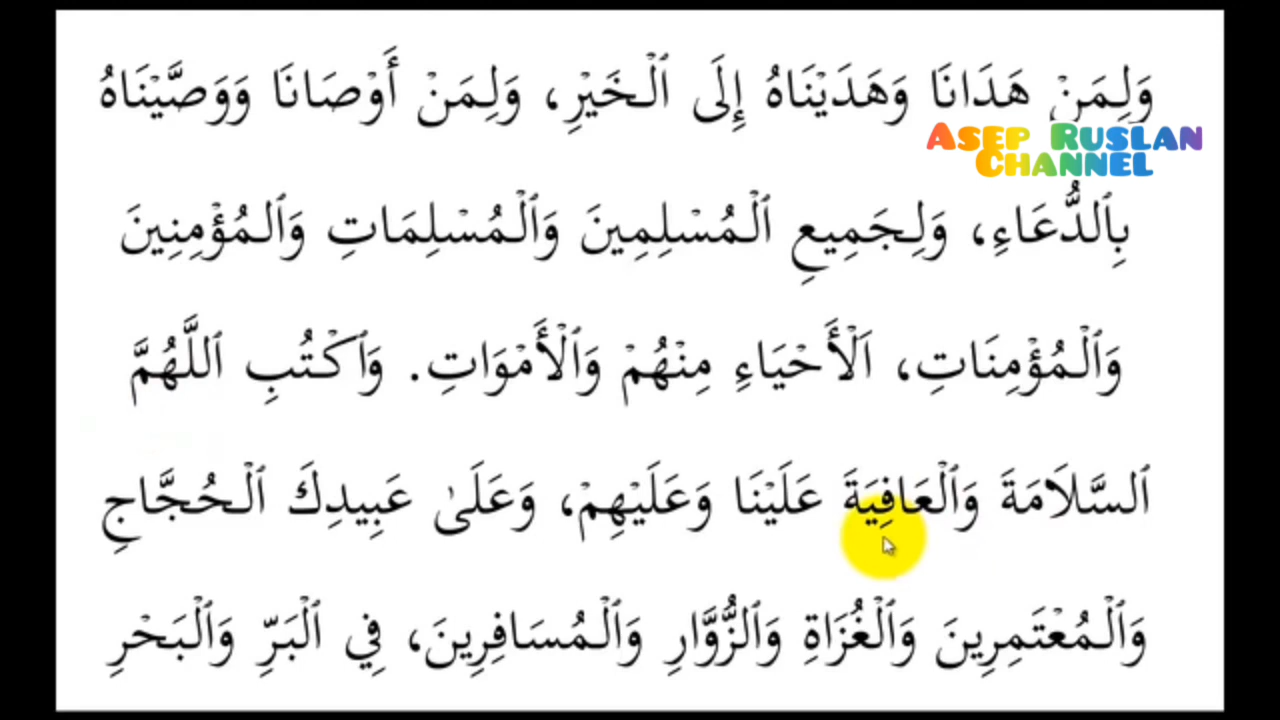 وَلِمَنْ هَدَانَا وَهَدَيْنَاهُ إِلَى ٱلْخَيْرِ، وَلِمَنْ أَوْصَانَا وَوَصَّيْنَاهُ
ASEP RUSLAN
CHANNEL
بِٱلدُّعَاءِ، وَلِجَمِيعِ ٱلْمُسْلِمِينَ وَٱلْمُسْلِمَاتِ وَٱلمُؤْمِنِينَ
وَٱلْمُؤْمِنَاتِ، اَلْأَحْيَاءِ مِنْهُمْ وَٱلْأَمْوَاتِ. وَٱكْتُبِ ٱللَّهُمَّ
ٱلسَّلَامَةَ وَٱلْعَافِيَةَ عَلَيْنَا وَعَلَيْهِمْ، وَعَلَىٰ عَبِيدِكَ ٱلْحُجَّاجِ
وَٱلْمُعْتَمِرِينَ وَٱلْغُزَاةِ وَٱلزُّوَّارِ وَٱلْمُسَافِرِينَ، فِي ٱلْبَرِّ وَٱلْبَحْرِ